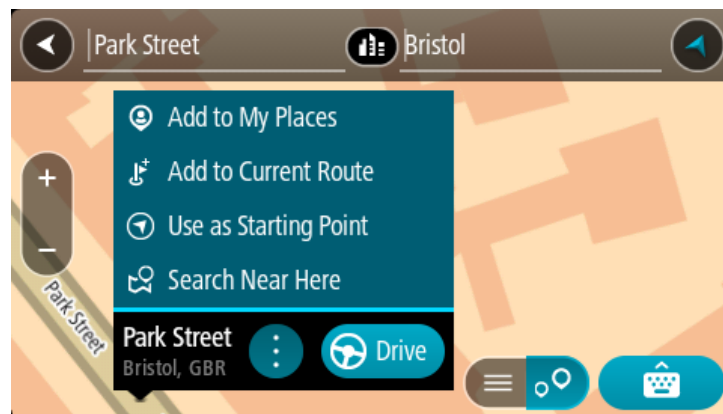 Park Street
Bristol
Add to My Places
Add to Current Route
Use as Starting Point
Search Near Here
Park Street
Park Street
Bristol, GBR
Drive